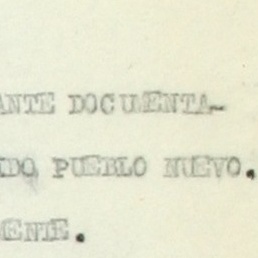 ANTE DOCUMENTA-
DO, PUEBLO NUEVO.
ENTE.